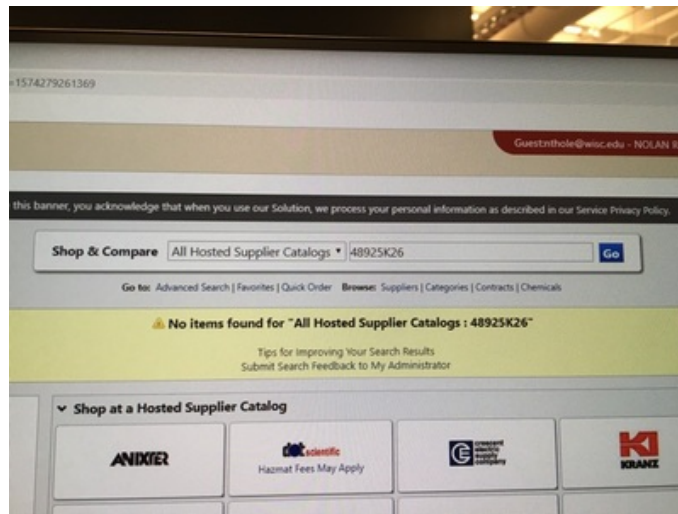 =1574279261369
Guest:nthole@wisc.edu - NOLAN
this banner, you acknowledge that when you use our Solution, we process your personal information as described in our Service Privacy Policy.
Shop & Compare All Hosted Supplier Catalogs 48925K26 Go
Go to: Advanced Search | Favorites | Quick Order Browse: Suppliers | Categories | Contracts | Chemicals
No items found for "All Hosted Supplier Catalogs : 48925K26"
Tips for Improving Your Search Results
Submit Search Feedback to My Administrator
Shop at a Hosted Supplier Catalog
ANIXTER
dot scientific
Hazmat Fees May Apply
crescent
electric
supply
company
KRANZ